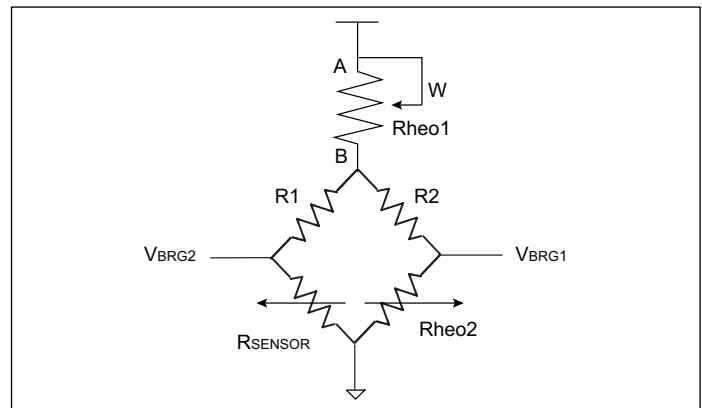 A
W
Rheo1
B
R1
R2
VBRG2
VBRG1
RSENSOR
Rheo2